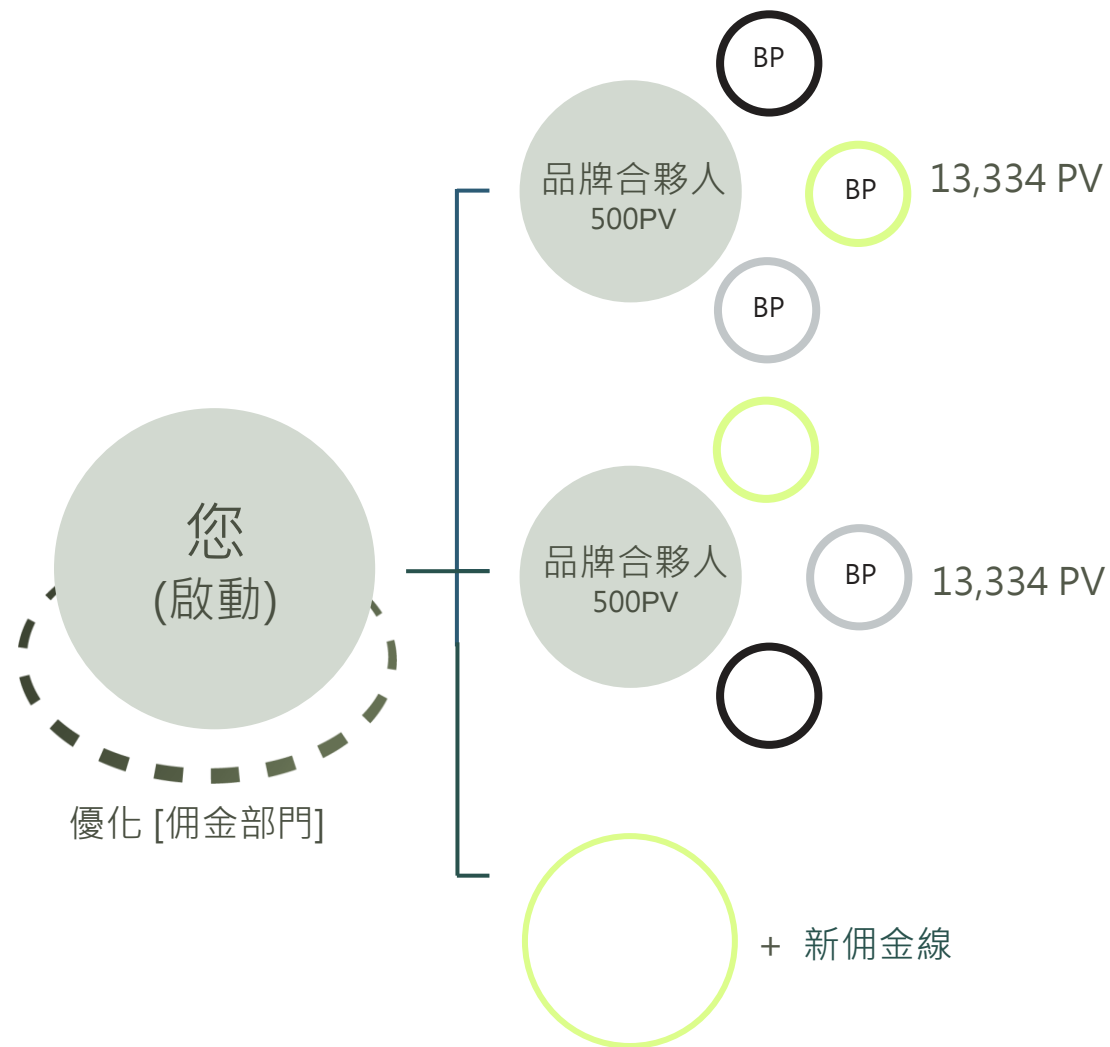 BP
品牌合夥人
500PV
BP
13,334 PV
BP
您
(啟動)
優化 [佣金部門]
品牌合夥人
500PV
BP
13,334 PV
+ 新佣金線